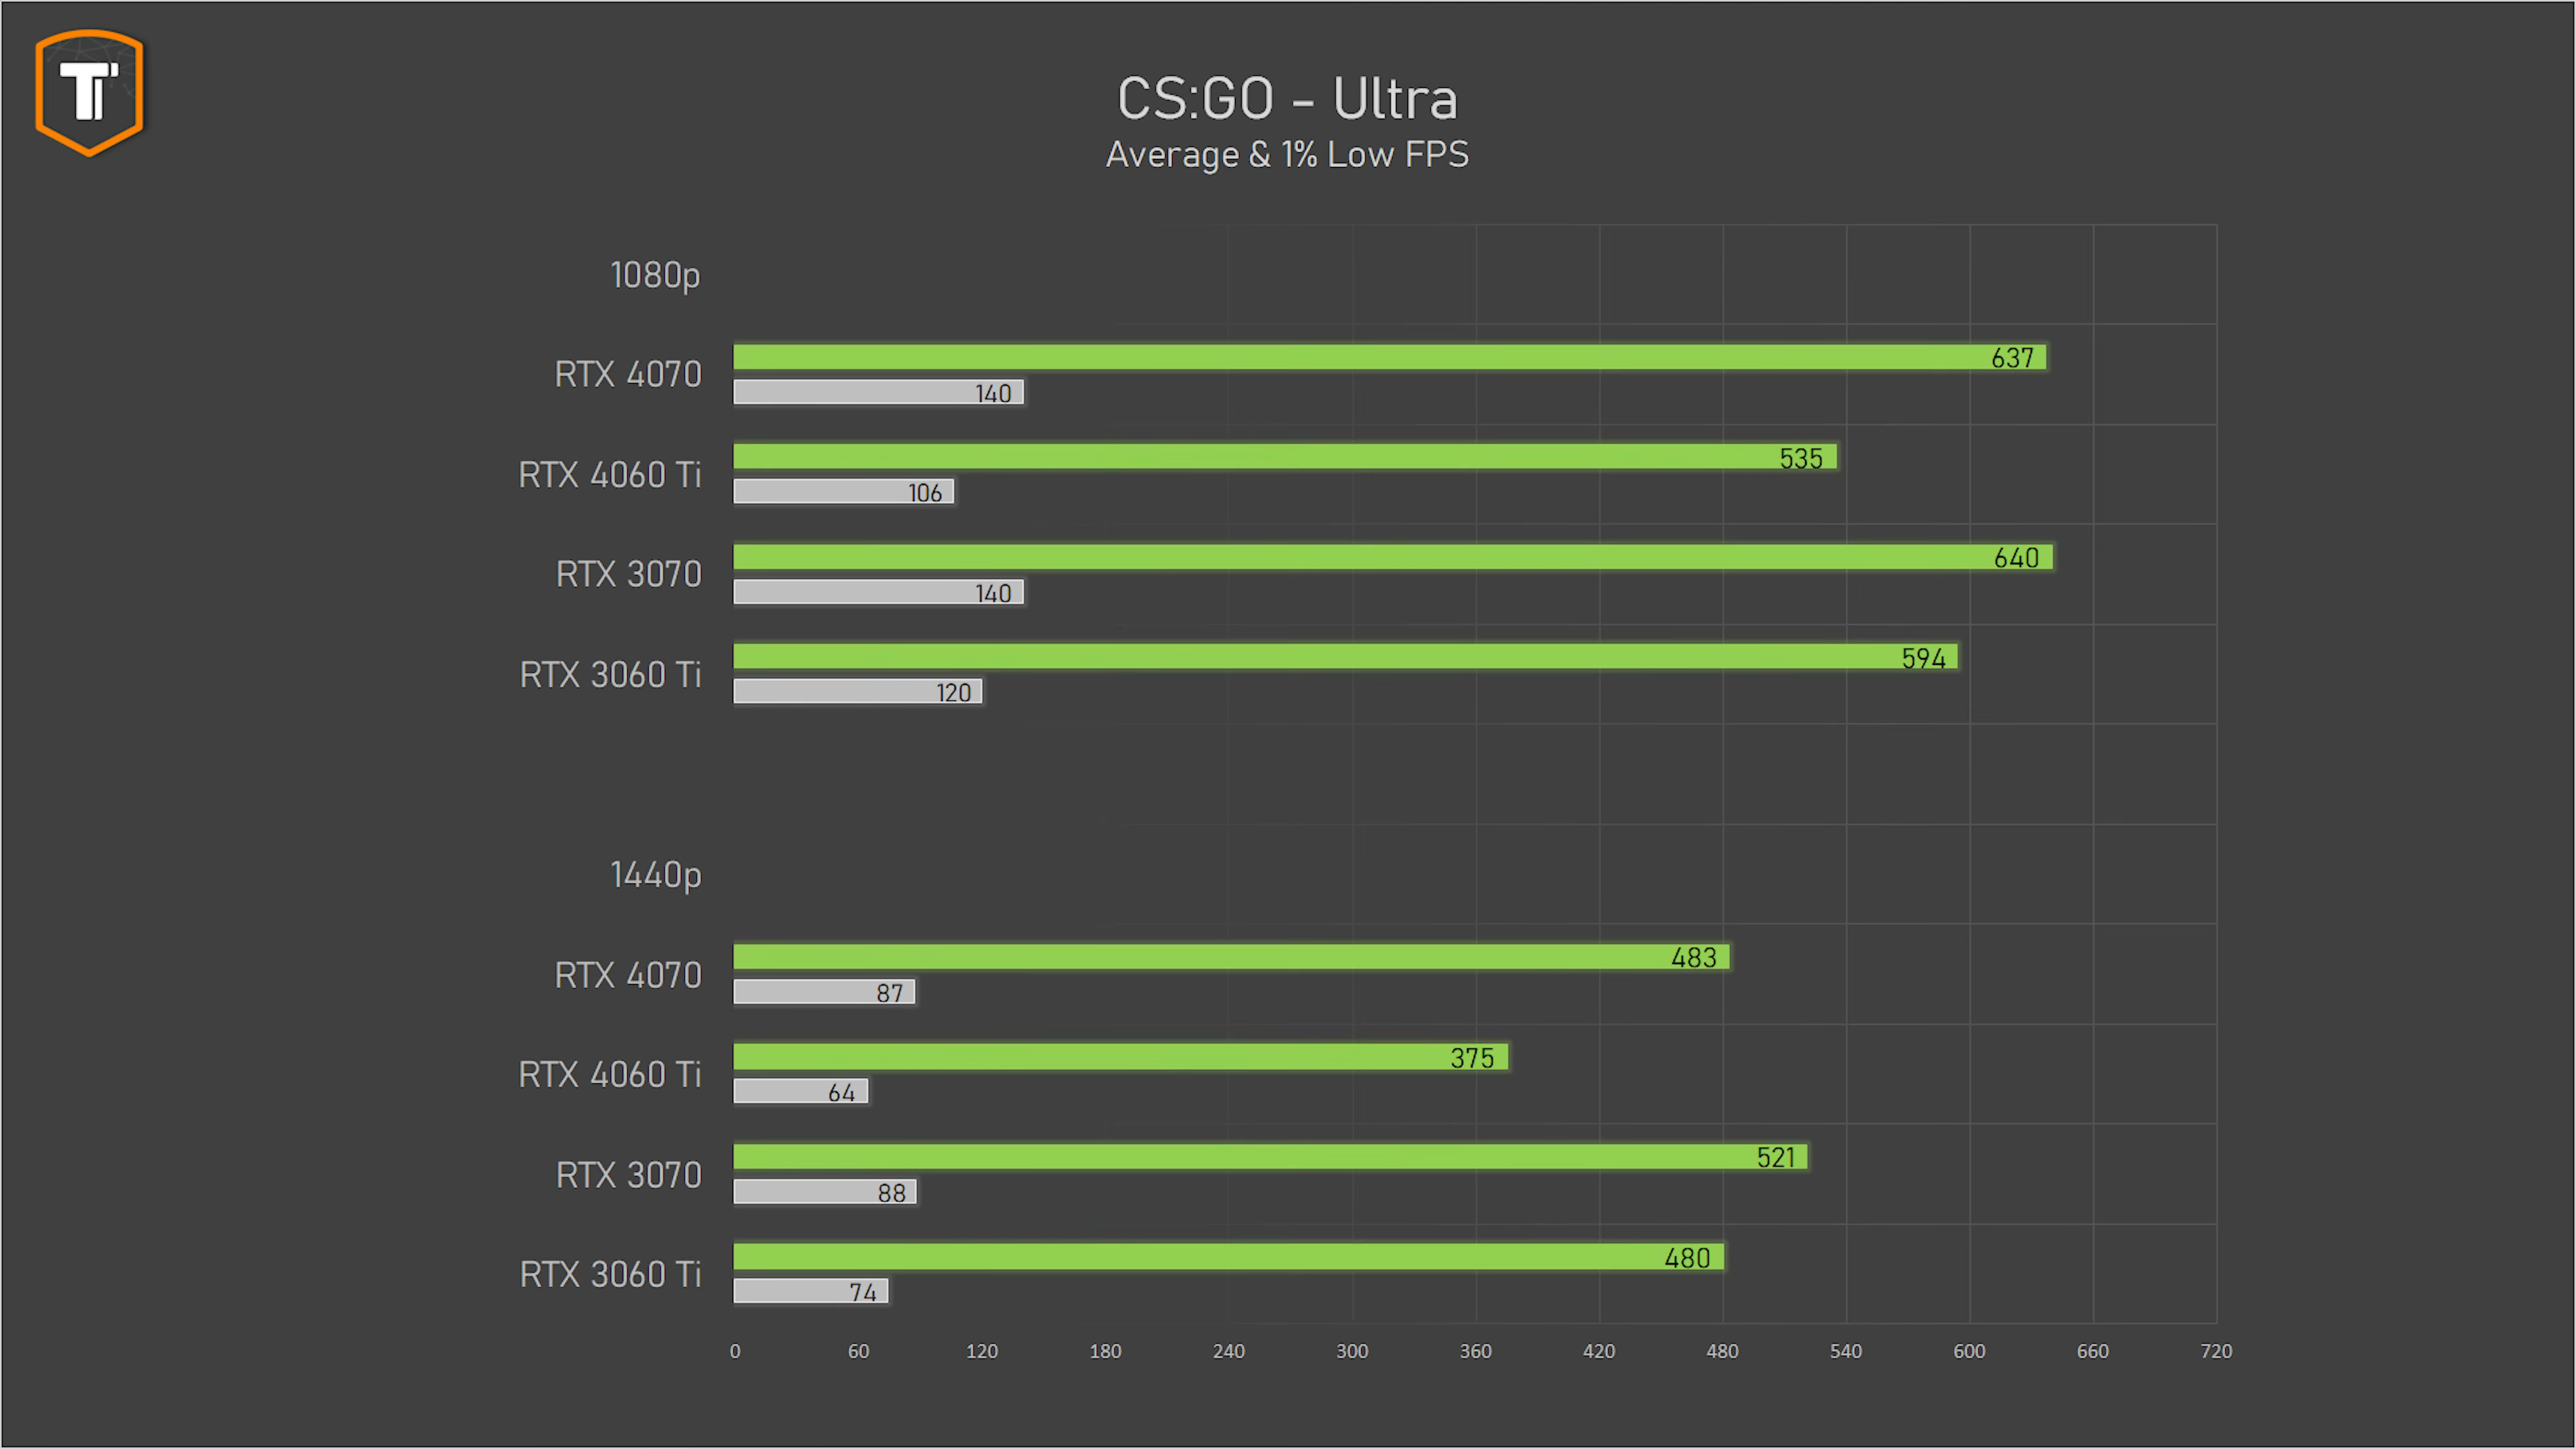 Ti
CS:GO - Ultra
Average & 1% Low FPS
1080p
RTX 4070
637
140
RTX 4060 Ti
535
106
RTX 3070
640
140
RTX 3060 Ti
594
120
1440p
RTX 4070
483
87
RTX 4060 Ti
375
64
RTX 3070
521
88
RTX 3060 Ti
480
74
0 60 120 180 240 300 360 420 480 540 600 660 720